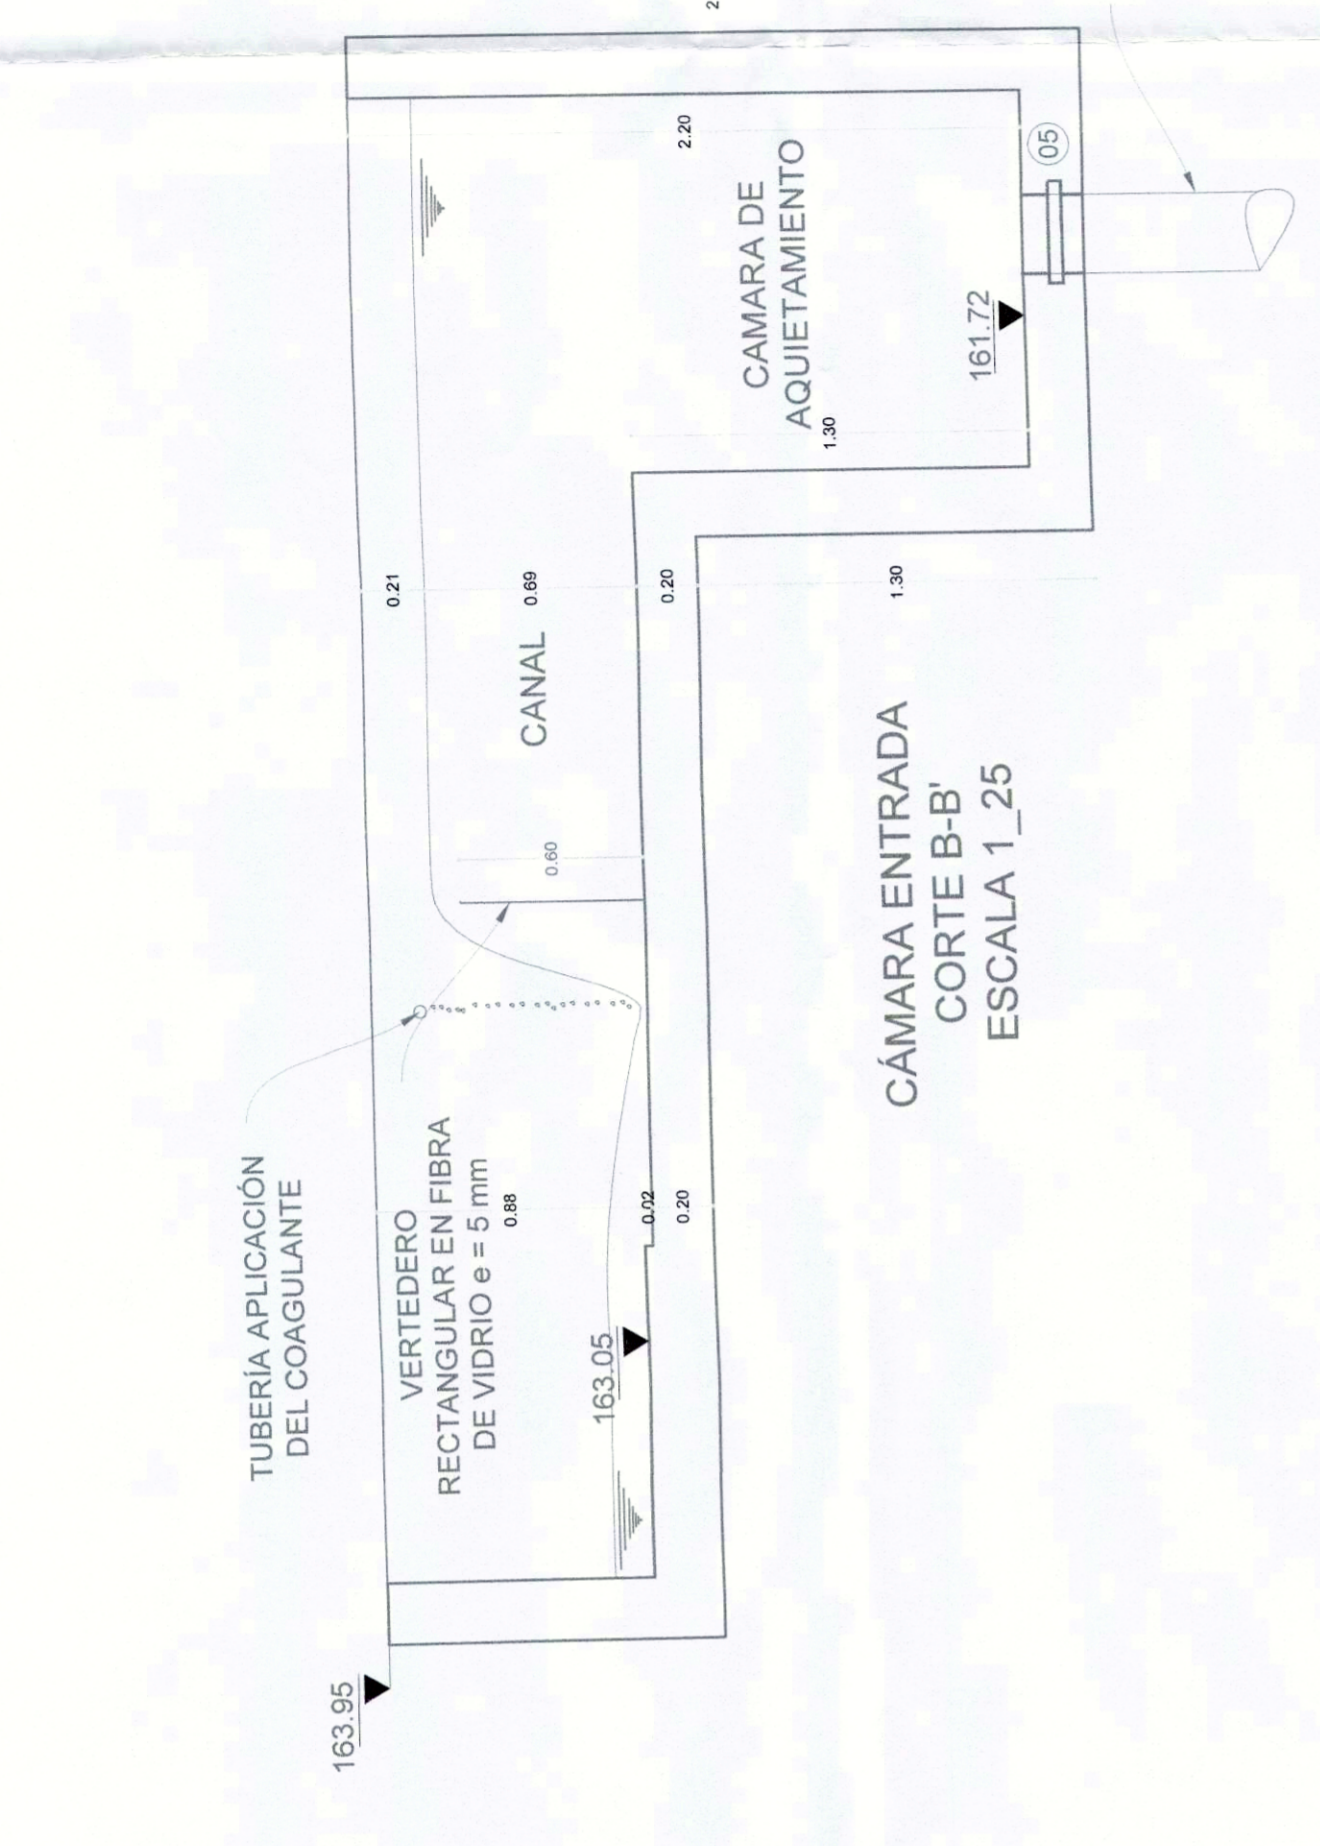 163.95
TUBERÍA APLICACIÓN
DEL COAGULANTE
VERTEDERO
RECTANGULAR EN FIBRA
DE VIDRIO e = 5 mm
0.88
163.05
0.02
0.20
0.60
CANAL
0.21
0.69
0.20
1.30
CAMARA DE
AQUIETAMIENTO
2.20
1.30
161.72
05
2
CÁMARA ENTRADA
CORTE B-B'
ESCALA 1_25